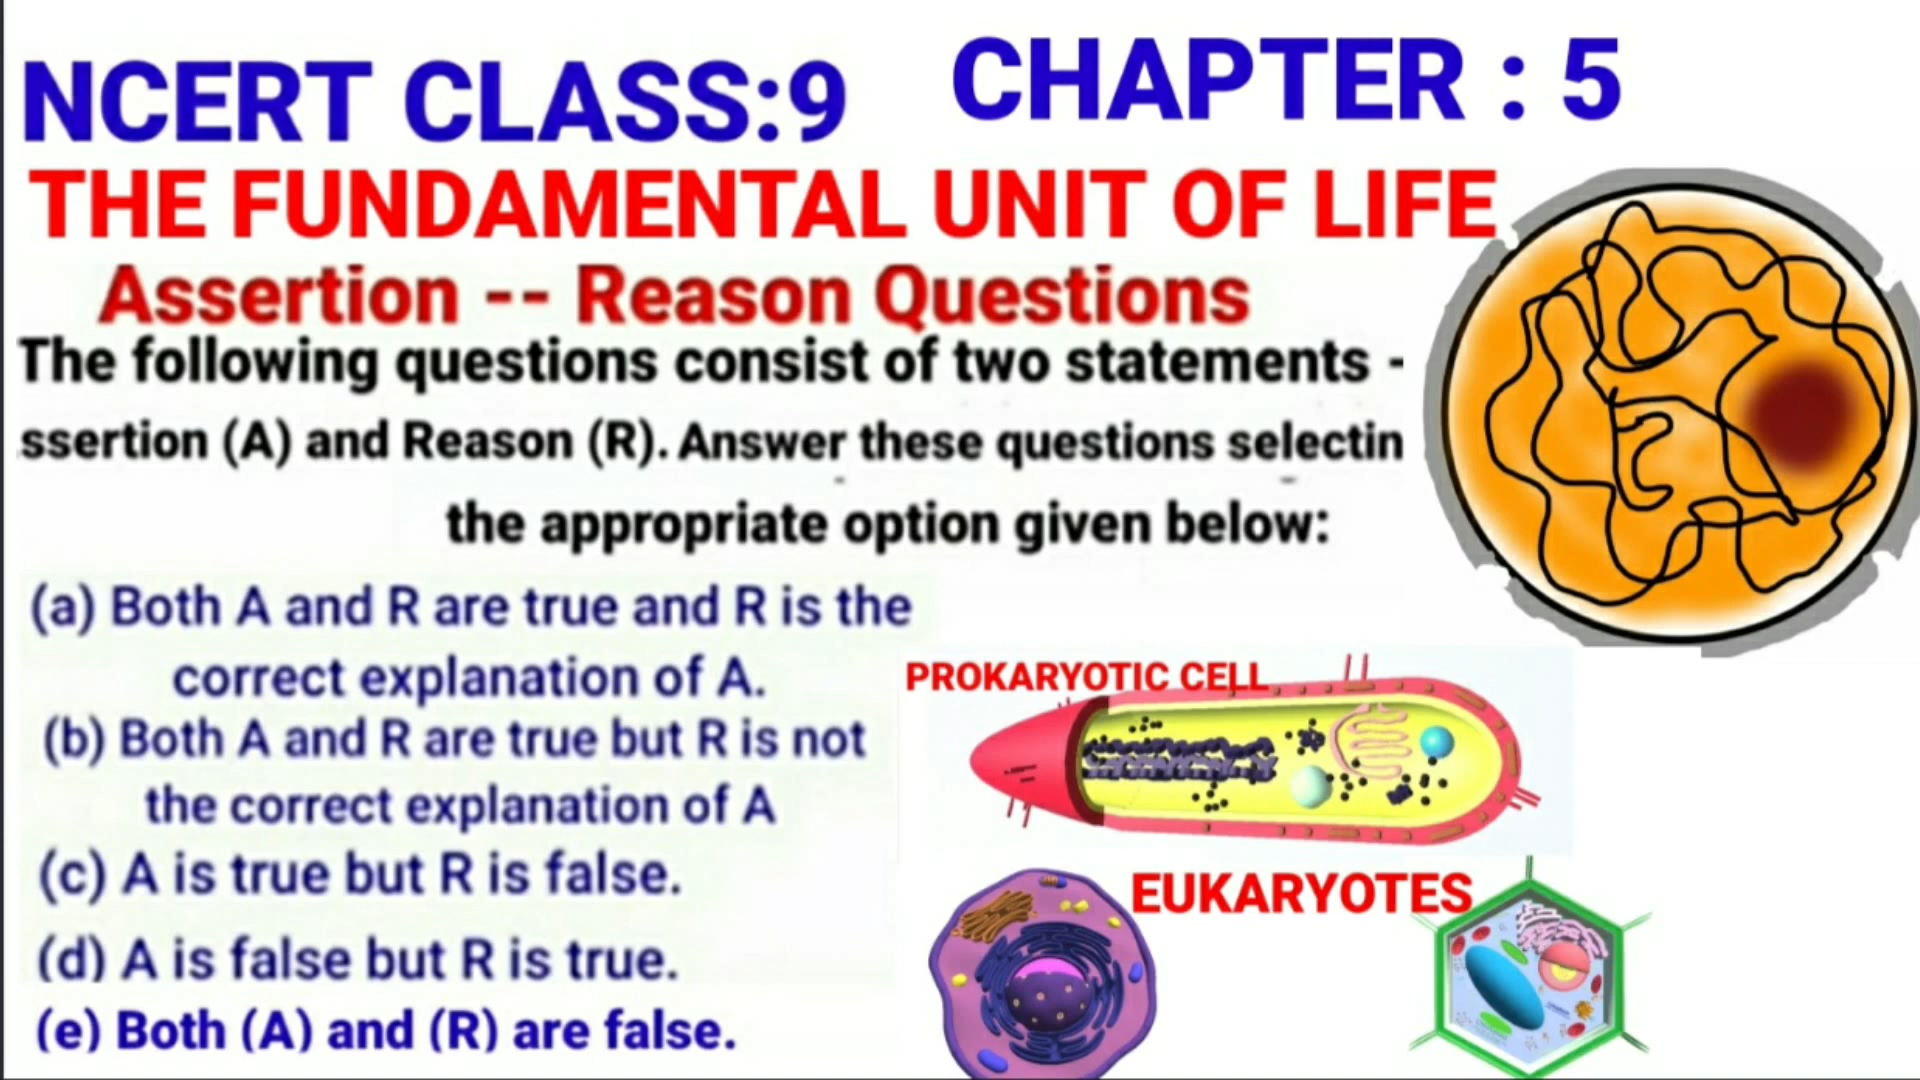 NCERT CLASS:9 CHAPTER : 5
THE FUNDAMENTAL UNIT OF LIFE
Assertion -- Reason Questions
The following questions consist of two statements -
ssertion (A) and Reason (R). Answer these questions selectin
the appropriate option given below:
(a) Both A and R are true and R is the
correct explanation of A.
(b) Both A and R are true but R is not
the correct explanation of A
(c) A is true but R is false.
(d) A is false but R is true.
(e) Both (A) and (R) are false.
PROKARYOTIC CELL
EUKARYOTES